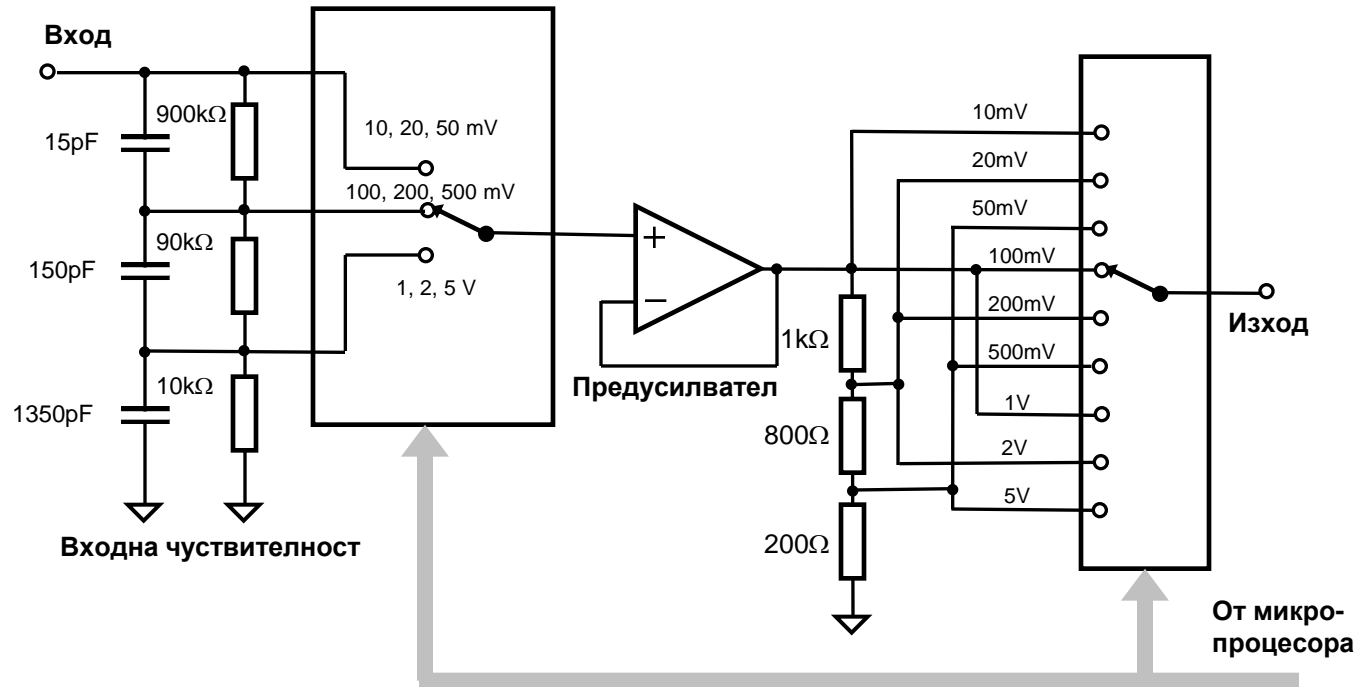 Вход
900kΩ
15pF
10, 20, 50 mV
100, 200, 500 mV
90kΩ
150pF
1, 2, 5 V
10kΩ
1350pF
Входна чуствителност
+
−
Предусилвател
1kΩ
800Ω
200Ω
10mV
20mV
50mV
100mV
200mV
500mV
1V
2V
5V
Изход
От микро-
процесора